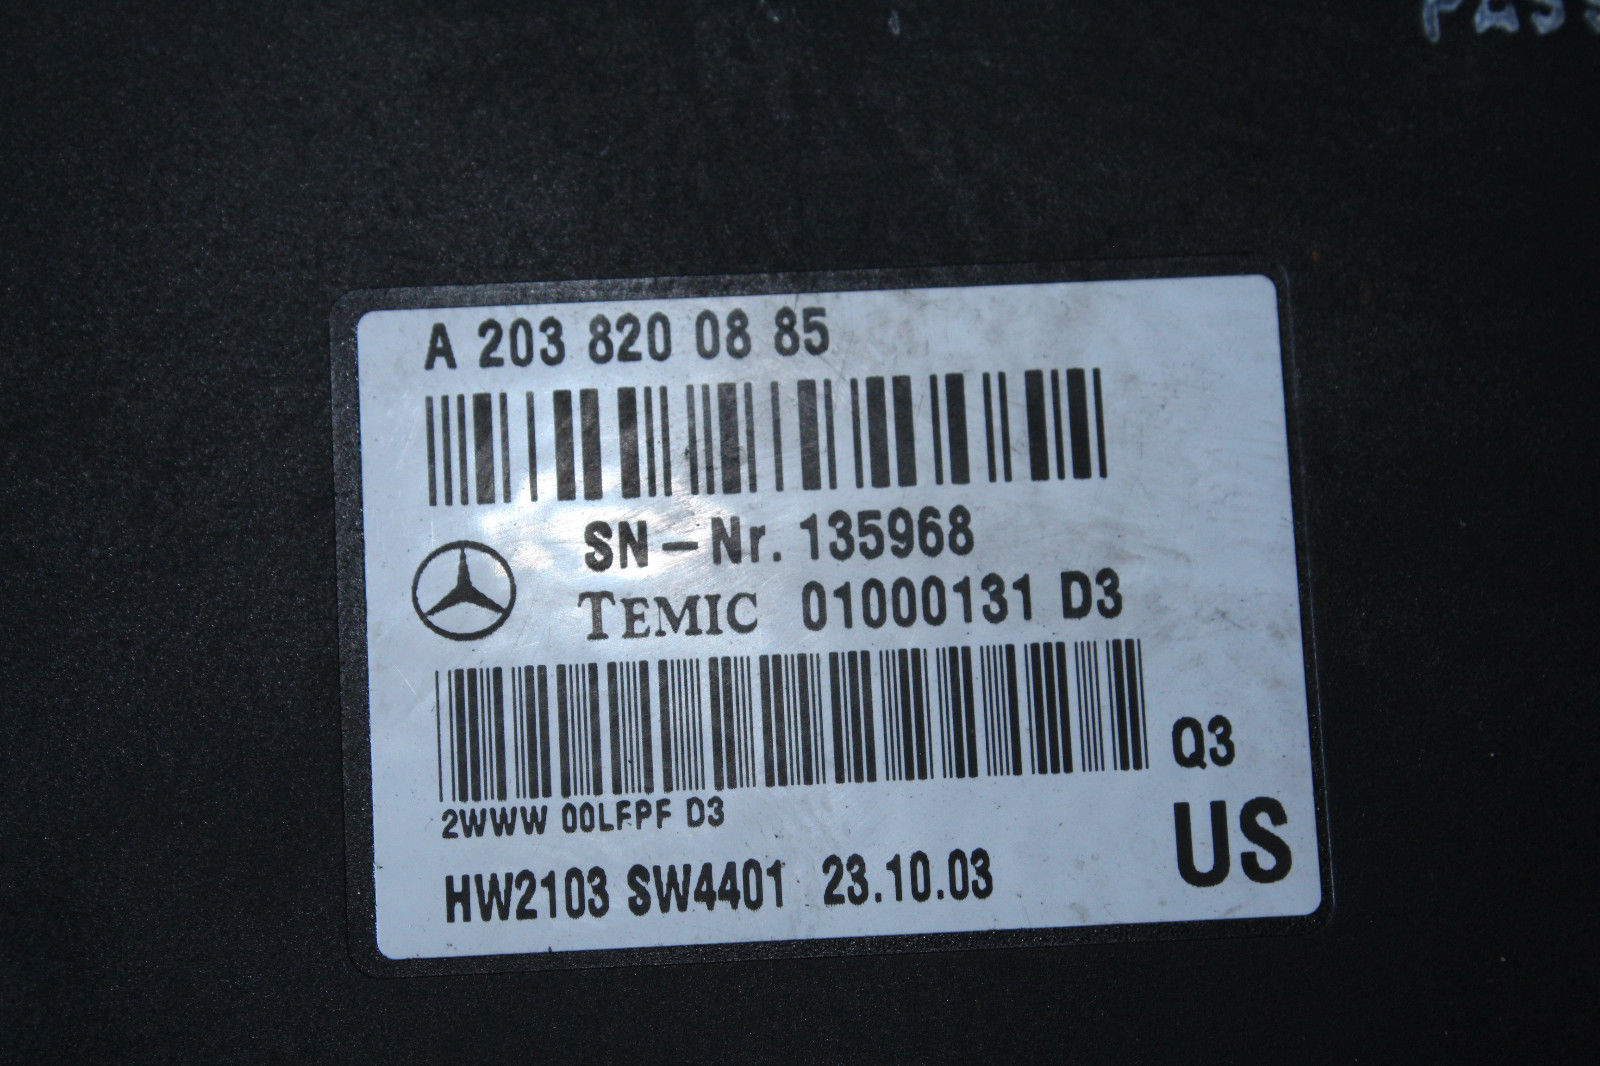 A 203 820 08 85
SN-Nr. 135968
TEMIC 01000131 D3
Q3
2WWW 00LFPF D3
US
HW2103 SW4401 23.10.03